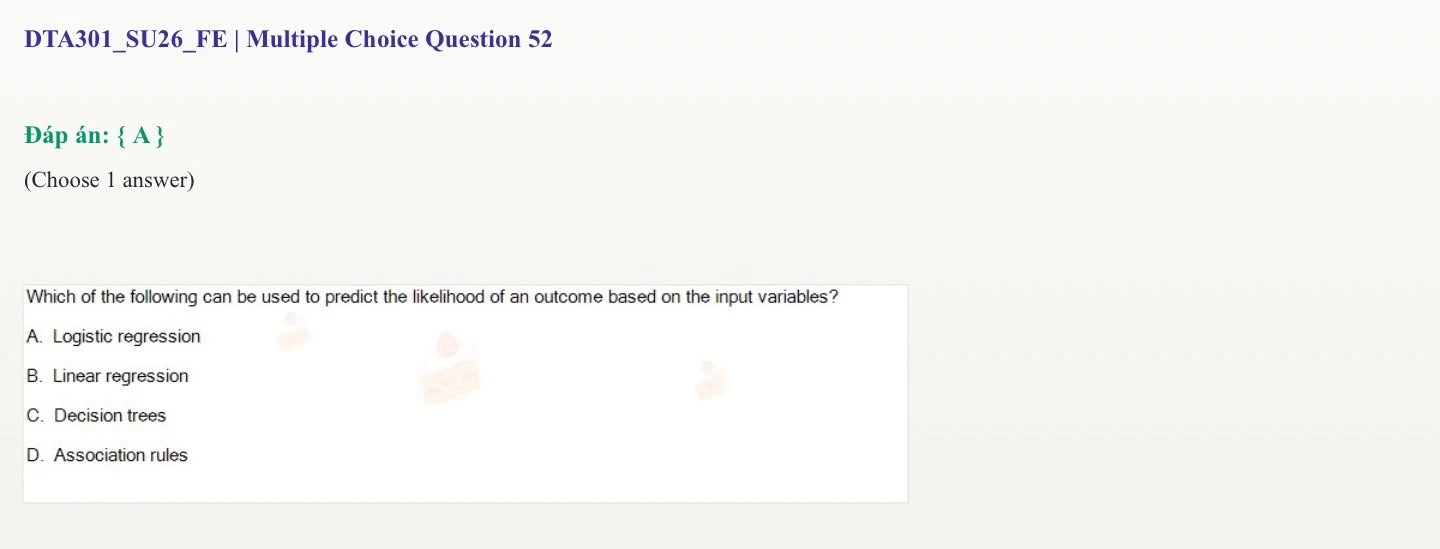 DTA301_SU26_FE | Multiple Choice Question 52
Đáp án: { A }
(Choose 1 answer)
Which of the following can be used to predict the likelihood of an outcome based on the input variables?
A. Logistic regression
B. Linear regression
C. Decision trees
D. Association rules